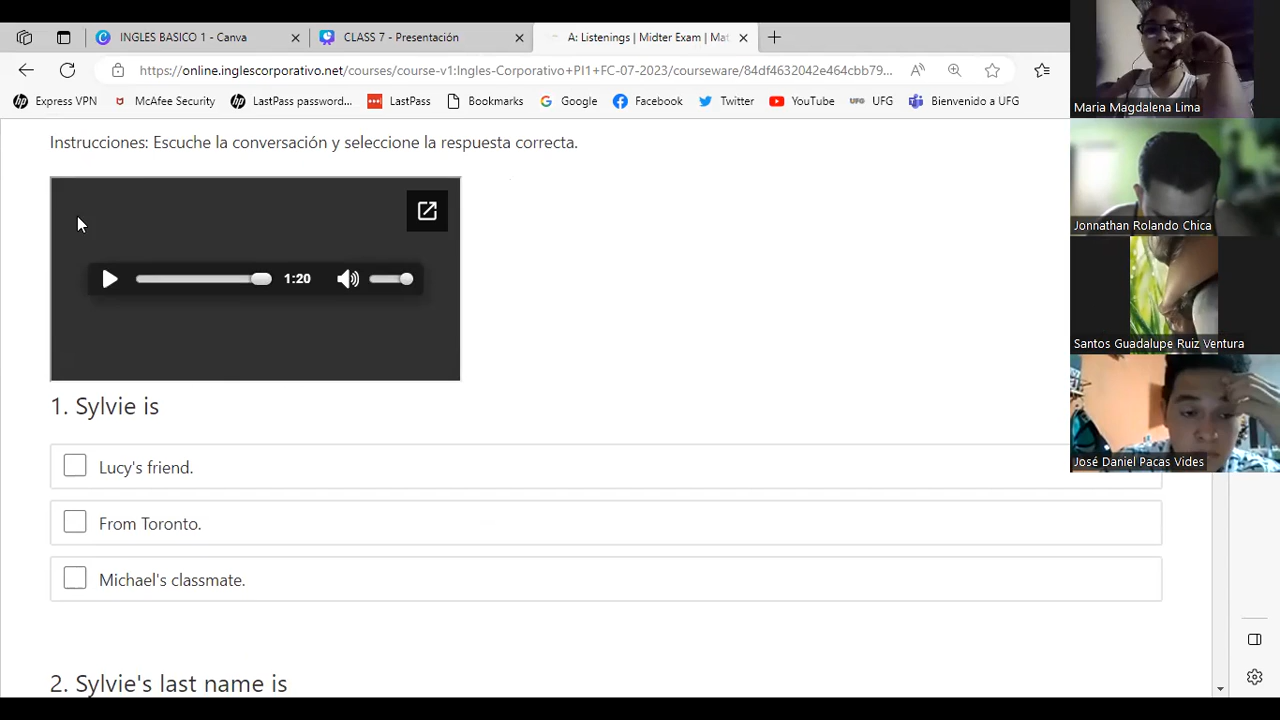 INGLES BASICO 1 - Canva
CLASS 7 - Presentación
A: Listenings | Midter Exam | Mat
https://online.inglescorporativo.net/courses/course-v1:Ingles-Corporativo+PI1+FC-07-2023/courseware/84df4632042e464cbb79...
Express VPN
McAfee Security
LastPass password...
LastPass
Bookmarks
Google
Facebook
Twitter
YouTube
UFG
Bienvenido a UFG
Instrucciones: Escuche la conversación y seleccione la respuesta correcta.
1:20
1. Sylvie is
Lucy's friend.
From Toronto.
Michael's classmate.
2. Sylvie's last name is
Maria Magdalena Lima
Jonnathan Rolando Chica
Santos Guadalupe Ruiz Ventura
José Daniel Pacas Vides